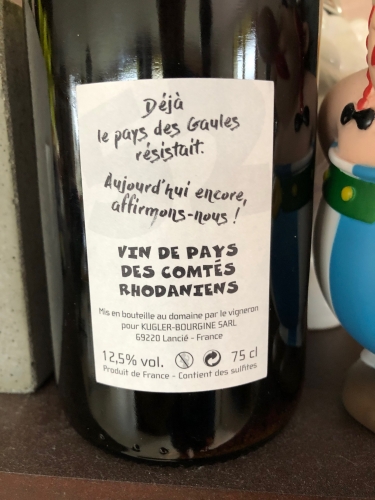 Déjà
le pays des Gaules
résistait.
Aujourd'hui encore,
affirmons-nous !
VIN DE PAYS
DES COMTÉS
RHODANIENS
Mis en bouteille au domaine par le vigneron
pour KUGLER-BOURGINE SARL
69220 Lancié - France
12,5% vol. 75 cl
Produit de France - Contient des sulfites